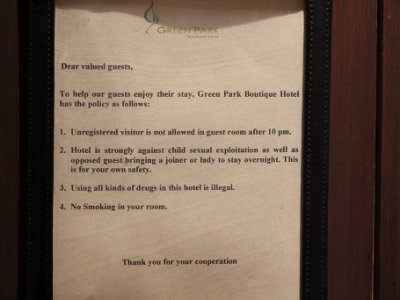 GREEN PARK
Boutique Hotel
Dear valued guests,
To help our guests enjoy their stay, Green Park Boutique Hotel
has the policy as follows:
1. Unregistered visitor is not allowed in guest room after 10 pm.
2. Hotel is strongly against child sexual exploitation as well as
opposed guest bringing a joiner or lady to stay overnight. This
is for your own safety.
3. Using all kinds of drugs in this hotel is illegal.
4. No Smoking in your room.
Thank you for your cooperation